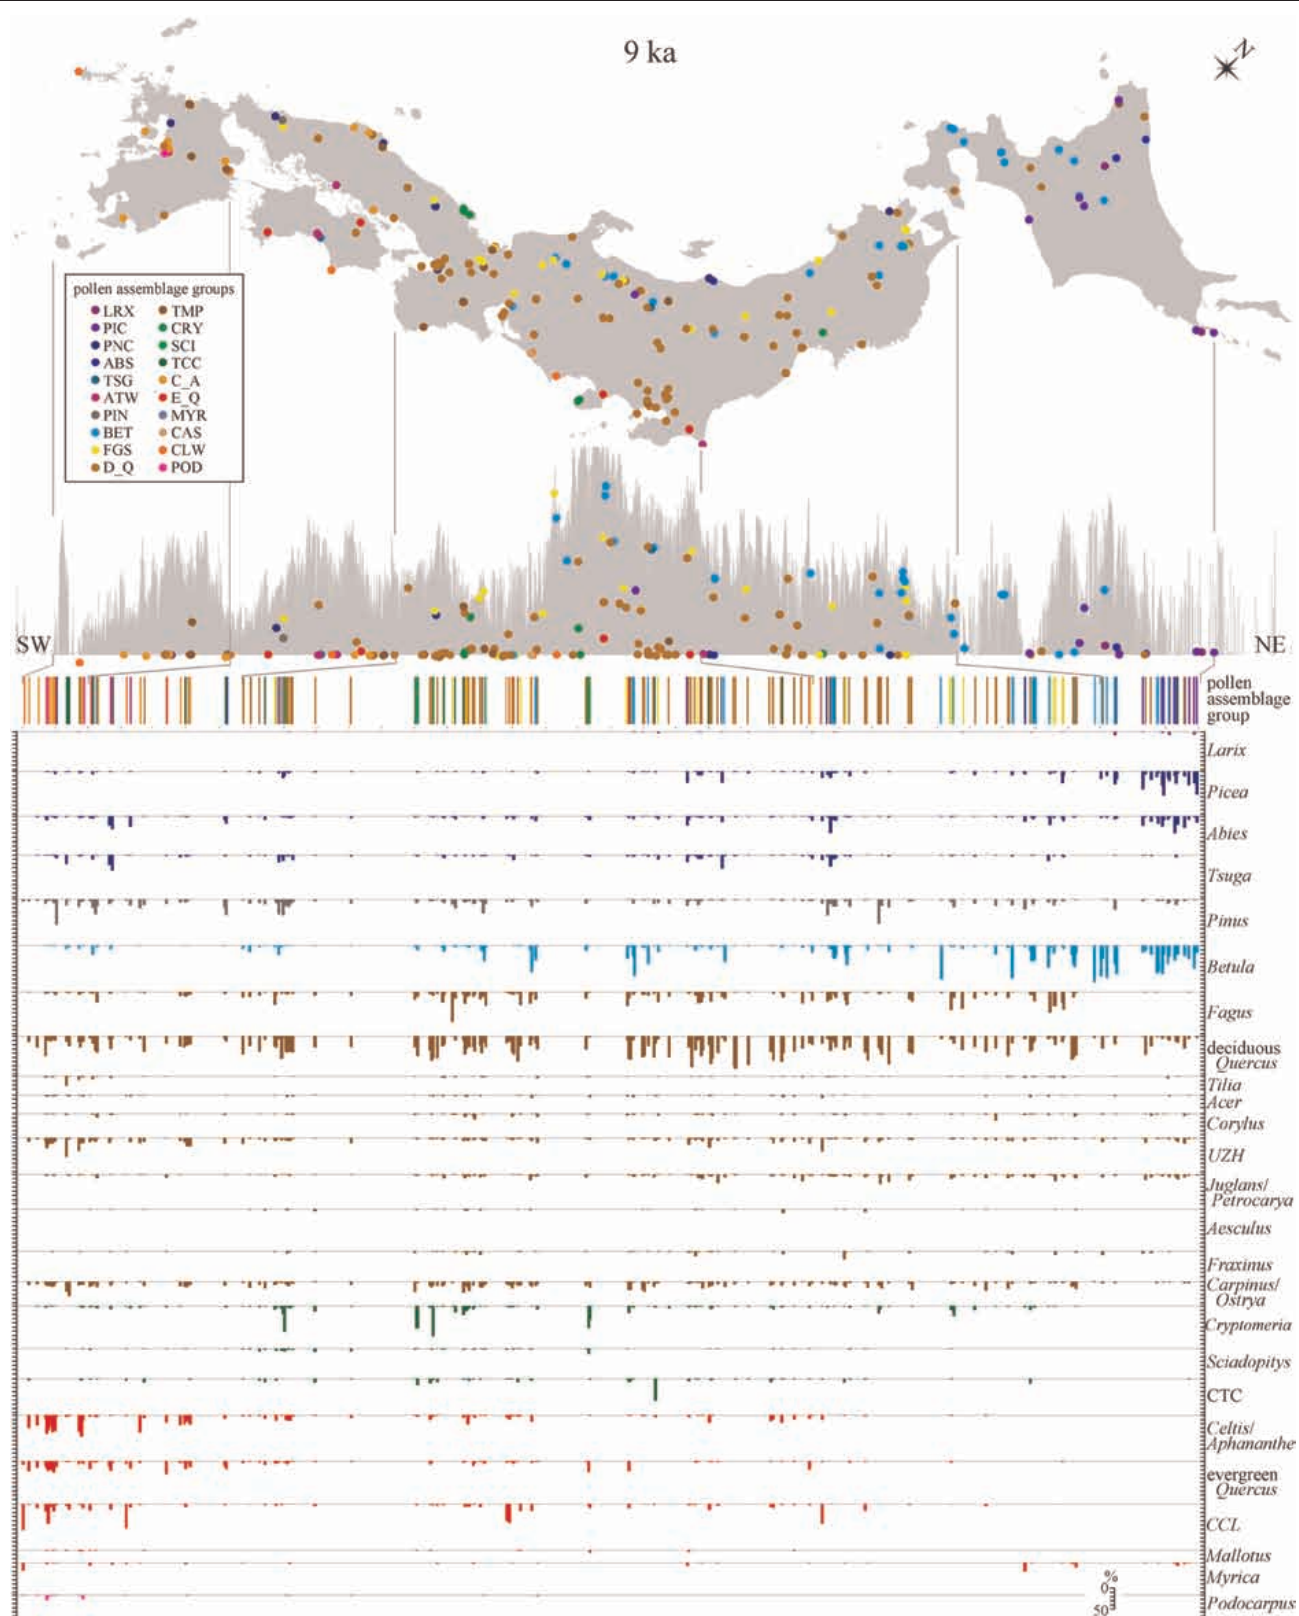 9 ka
N
pollen assemblage groups
LRX TMP
PIC CRY
PNC SCI
ABS TCC
TSG C_A
ATW E_Q
PIN MYR
BET CAS
FGS CLW
D_Q POD
SW
NE
pollen
assemblage
group
Larix
Picea
Abies
Tsuga
Pinus
Betula
Fagus
deciduous
Quercus
Tilia
Acer
Corylus
UZH
Juglans/
Petrocarya
Aesculus
Fraxinus
Carpinus/
Ostrya
Cryptomeria
Sciadopitys
CTC
Celtis/
Aphananthe
evergreen
Quercus
CCL
Mallotus
Myrica
%
0
50
Podocarpus